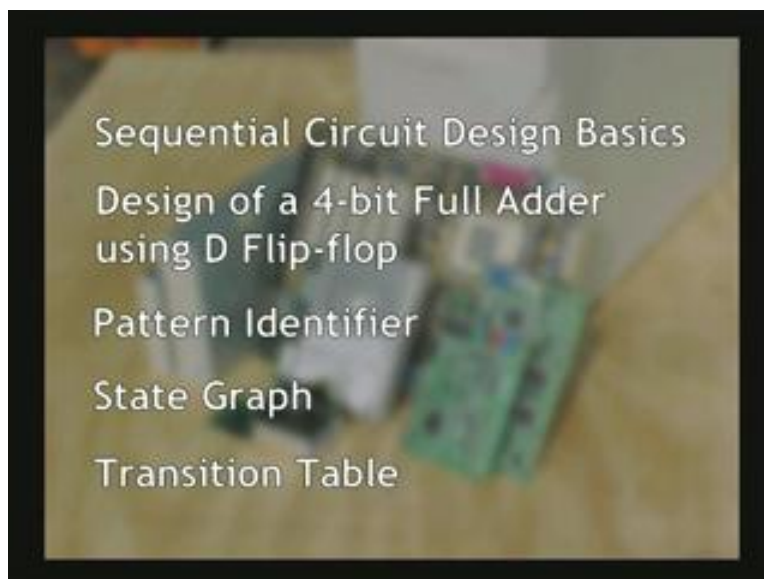 Sequential Circuit Design Basics
Design of a 4-bit Full Adder
using D Flip-flop
Pattern Identifier
State Graph
Transition Table